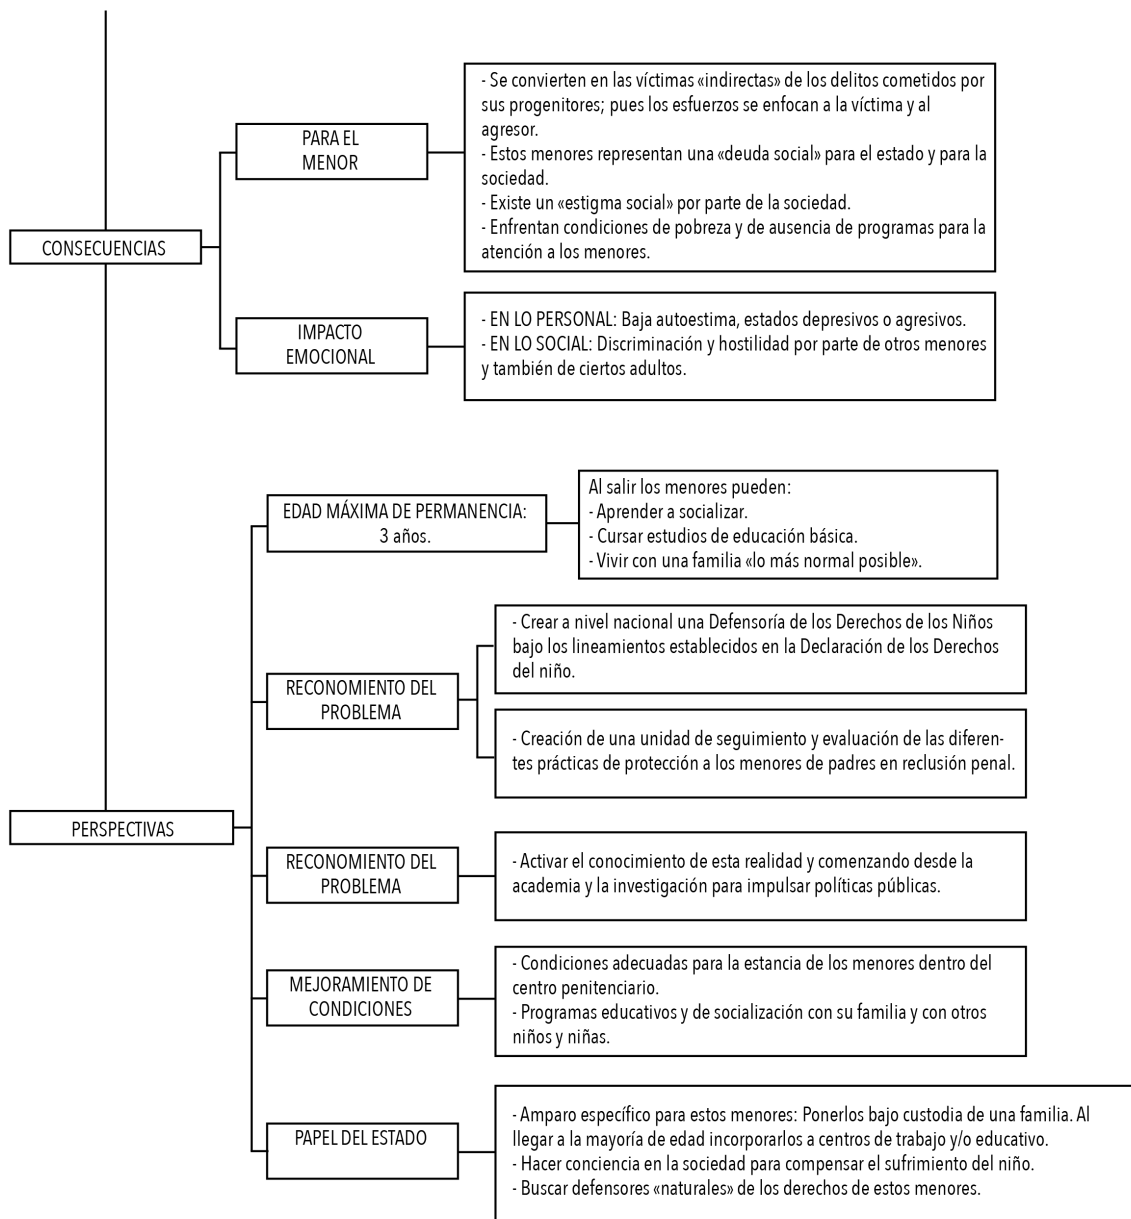 CONSECUENCIAS
PARA EL
MENOR
- Se convierten en las víctimas «indirectas» de los delitos cometidos por
sus progenitores; pues los esfuerzos se enfocan a la víctima y al
agresor.
- Estos menores representan una «deuda social» para el estado y para la
sociedad.
- Existe un «estigma social» por parte de la sociedad.
- Enfrentan condiciones de pobreza y de ausencia de programas para la
atención a los menores.
IMPACTO
EMOCIONAL
- EN LO PERSONAL: Baja autoestima, estados depresivos o agresivos.
- EN LO SOCIAL: Discriminación y hostilidad por parte de otros menores
y también de ciertos adultos.
PERSPECTIVAS
EDAD MÁXIMA DE PERMANENCIA:
3 años.
Al salir los menores pueden:
- Aprender a socializar.
- Cursar estudios de educación básica.
- Vivir con una familia «lo más normal posible».
RECONOMIENTO DEL
PROBLEMA
- Crear a nivel nacional una Defensoría de los Derechos de los Niños
bajo los lineamientos establecidos en la Declaración de los Derechos
del niño.
- Creación de una unidad de seguimiento y evaluación de las diferen-
tes prácticas de protección a los menores de padres en reclusión penal.
RECONOMIENTO DEL
PROBLEMA
- Activar el conocimiento de esta realidad y comenzando desde la
academia y la investigación para impulsar políticas públicas.
MEJORAMIENTO DE
CONDICIONES
- Condiciones adecuadas para la estancia de los menores dentro del
centro penitenciario.
- Programas educativos y de socialización con su familia y con otros
niños y niñas.
PAPEL DEL ESTADO
- Amparo específico para estos menores: Ponerlos bajo custodia de una familia. Al
llegar a la mayoría de edad incorporarlos a centros de trabajo y/o educativo.
- Hacer conciencia en la sociedad para compensar el sufrimiento del niño.
- Buscar defensores «naturales» de los derechos de estos menores.